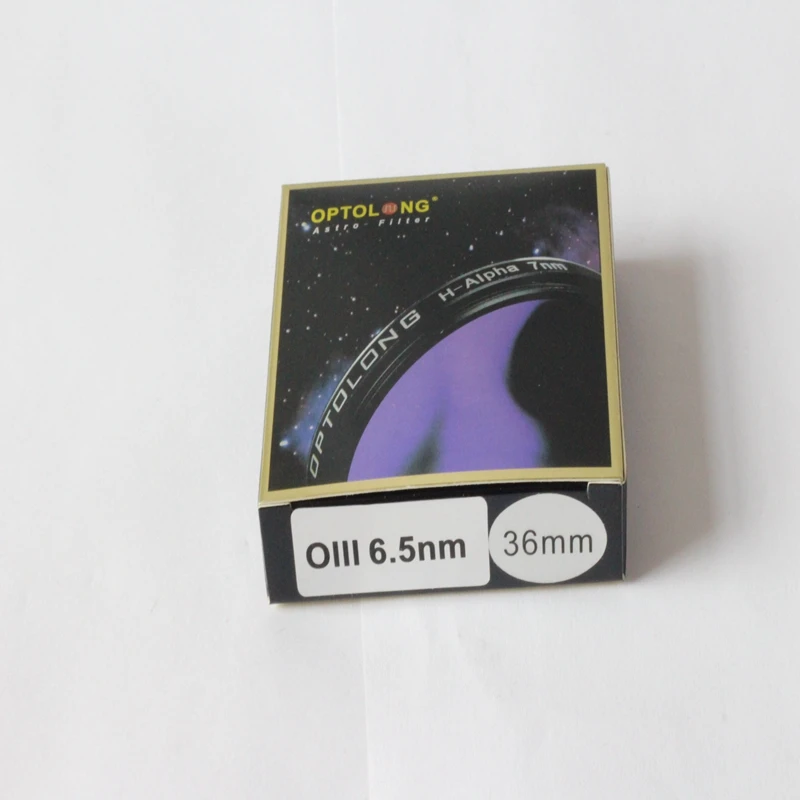 OPTOLONG®
Astro Filter
OPTOLONG H-Alpha 7nm
OIII 6.5nm
36mm